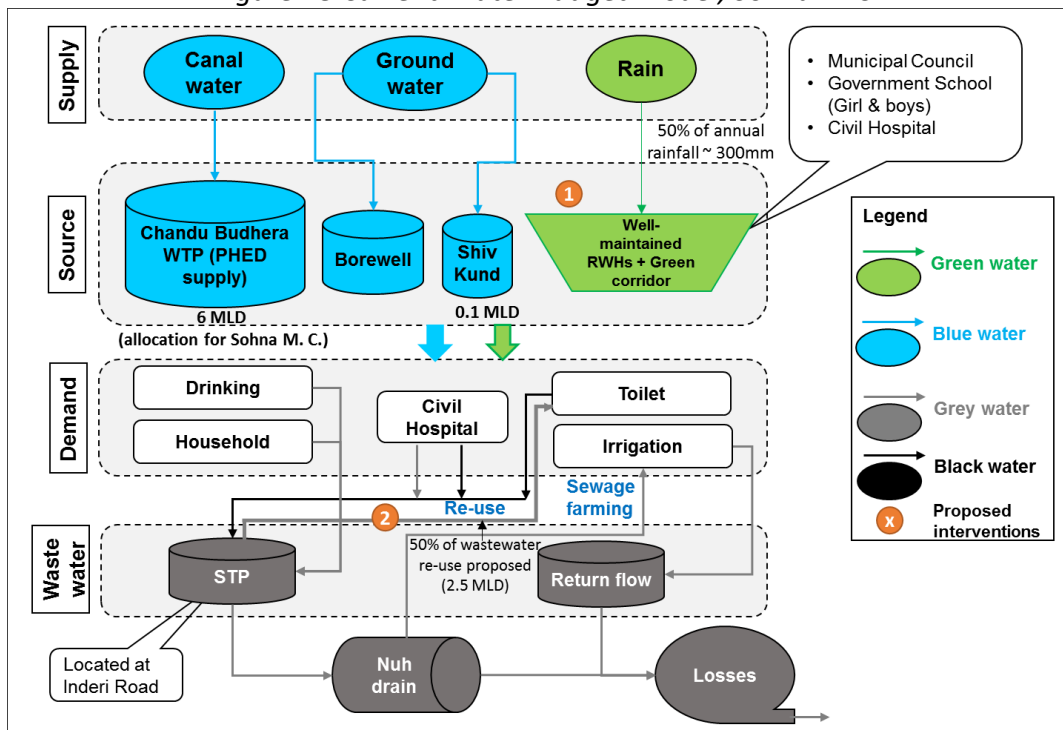 Supply
Canal
water
Ground
water
Rain
• Municipal Council
• Government School
(Girl & boys)
• Civil Hospital
50% of annual
rainfall ~ 300mm
Source
Chandu Budhera
WTP (PHED
supply)
Borewell
Shiv
Kund
1
Well-
maintained
RWHs + Green
corridor
6 MLD
(allocation for Sohna M. C.)
0.1 MLD
Legend
Green water
Blue water
Grey water
Black water
x
Proposed
interventions
Demand
Drinking
Household
Civil
Hospital
Toilet
Irrigation
Sewage
farming
Re-use
2
50% of wastewater
re-use proposed
(2.5 MLD)
Waste
water
STP
Return flow
Located at
Inderi Road
Nuh
drain
Losses